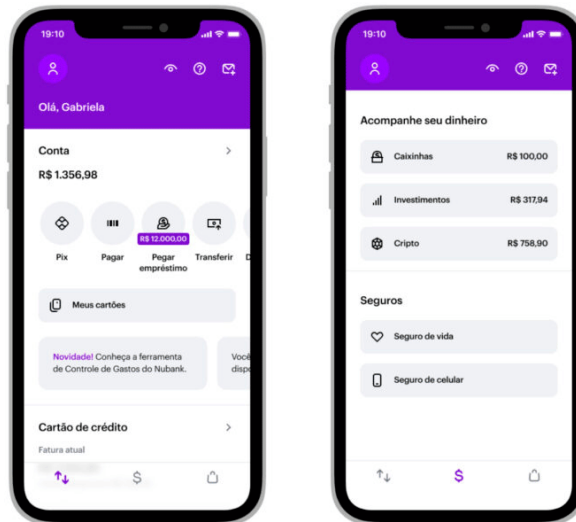 19:10
Olá, Gabriela
Conta
R$ 1.356,98
R$ 12.000,00
Pix
Pagar
Pegar
empréstimo
Transferir
D
Meus cartões
Novidade! Conheça a ferramenta
de Controle de Gastos do Nubank.
Você
dispo
Cartão de crédito
Fatura atual
19:10
Acompanhe seu dinheiro
Caixinhas R$ 100,00
Investimentos R$ 317,94
Cripto R$ 758,90
Seguros
Seguro de vida
Seguro de celular